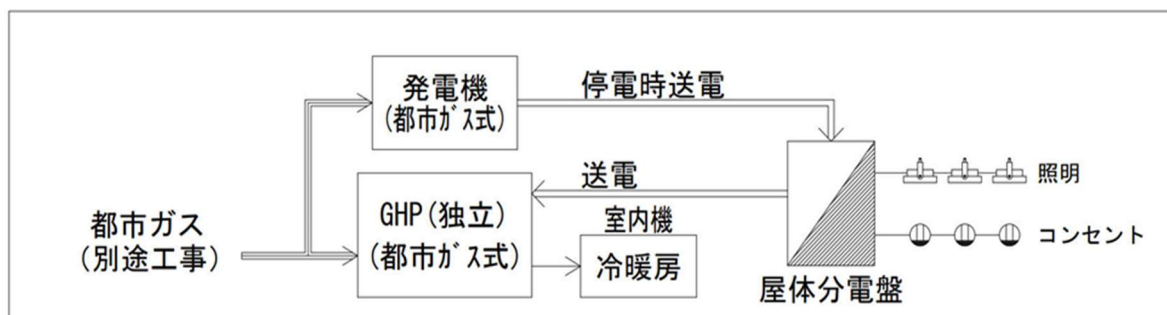 発電機
(都市ｶﾞｽ式)
停電時送電
送電
GHP(独立)
(都市ｶﾞｽ式)
室内機
冷暖房
都市ガス
(別途工事)
照明
コンセント
屋体分電盤